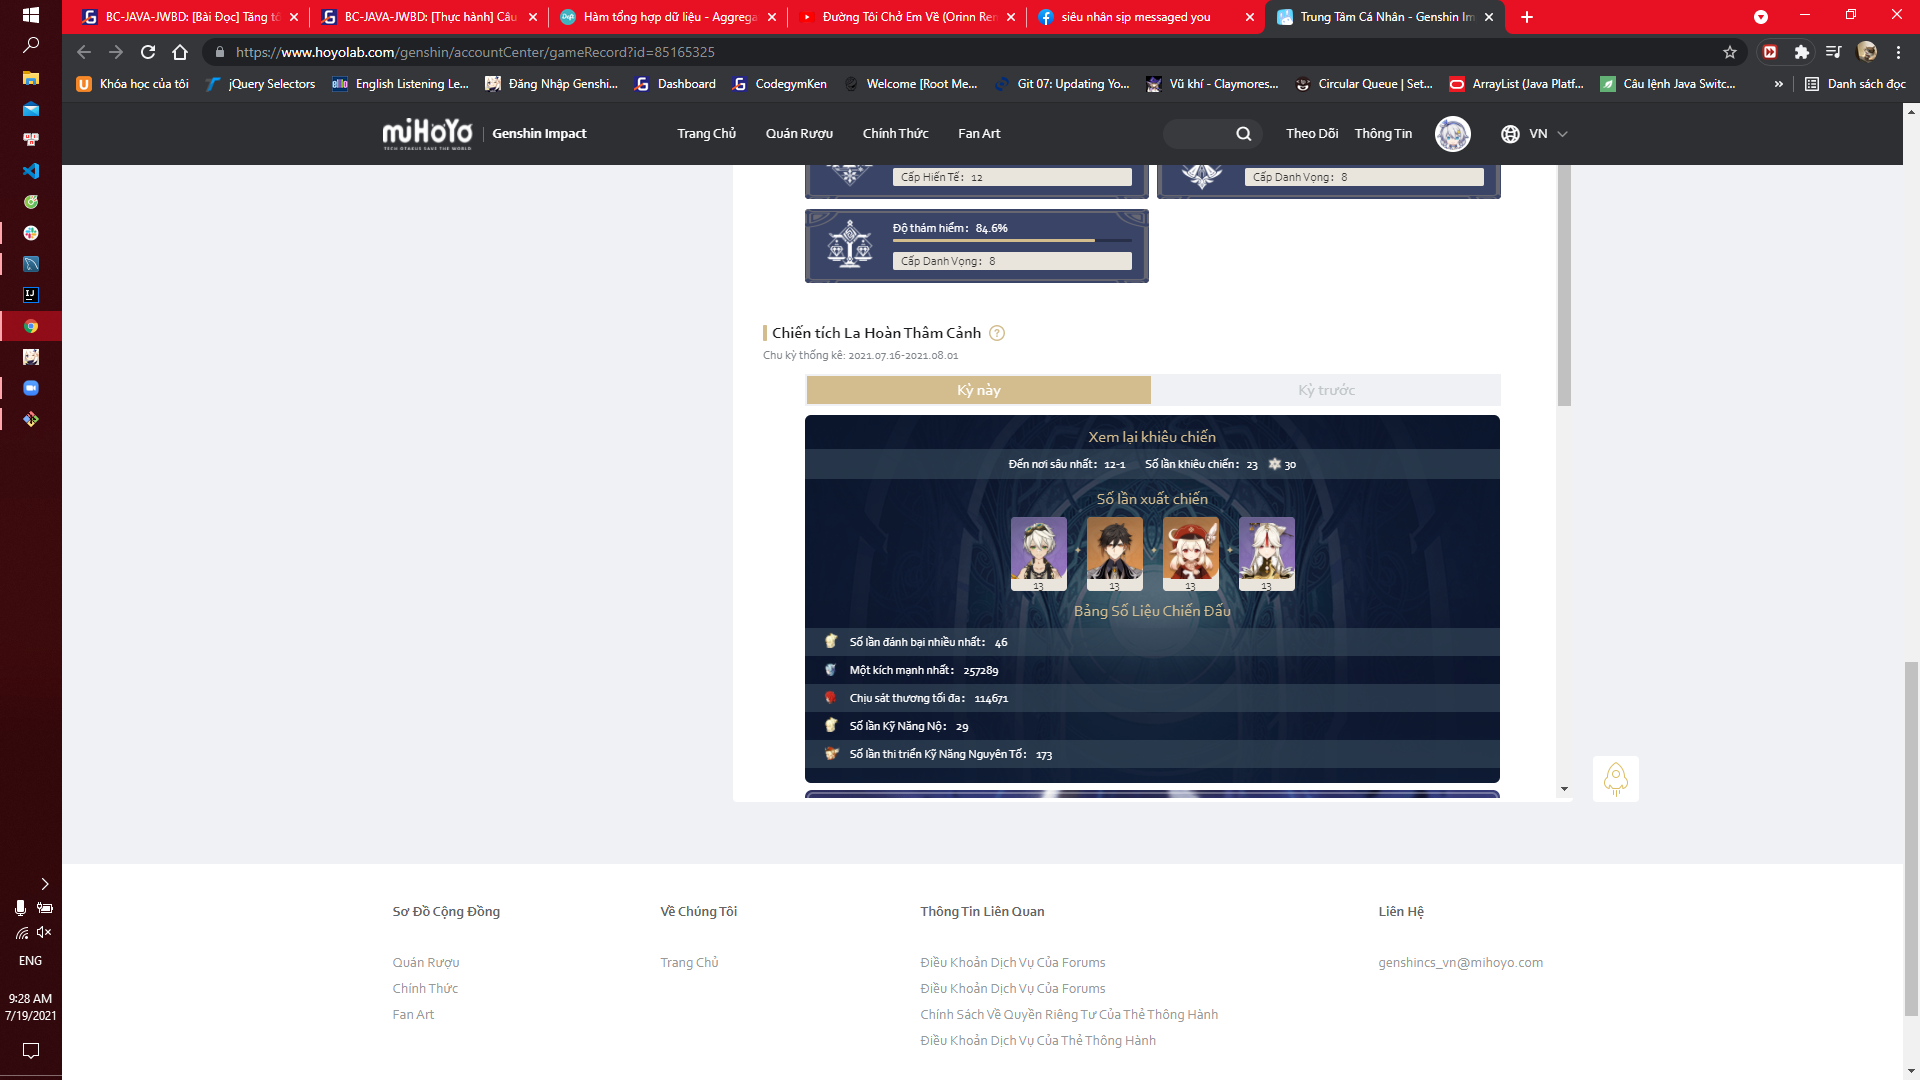 BC-JAVA-JWBD: [Bài Đọc] Tăng tố
BC-JAVA-JWBD: [Thực hành] Câu
Hàm tổng hợp dữ liệu - Aggrega
Đường Tôi Chở Em Về (Orinn Ren
siêu nhân sịp messaged you
Trung Tâm Cá Nhân - Genshin Im
https://www.hoyolab.com/genshin/accountCenter/gameRecord?id=85165325
Khóa học của tôi
jQuery Selectors
English Listening Le...
Đăng Nhập Genshi...
Dashboard
CodegymKen
Welcome [Root Me...
Git 07: Updating Yo...
Vũ khí - Claymores...
Circular Queue | Set...
ArrayList (Java Platf...
Câu lệnh Java Switc...
»
Danh sách đọc
miHoYo
TECH OTAKUS SAVE THE WORLD
Genshin Impact
Trang Chủ
Quán Rượu
Chính Thức
Fan Art
Theo Dõi
Thông Tin
VN
Cấp Hiến Tế: 12
Cấp Danh Vọng: 8
Độ thám hiểm: 84.6%
Cấp Danh Vọng: 8
Chiến tích La Hoàn Thâm Cảnh ?
Chu kỳ thống kê: 2021.07.16-2021.08.01
Kỳ này
Kỳ trước
Xem lại khiêu chiến
Đến nơi sâu nhất: 12-1 Số lần khiêu chiến: 23 30
Số lần xuất chiến
13 13 13 13
Bảng Số Liệu Chiến Đấu
Số lần đánh bại nhiều nhất: 46
Một kích mạnh nhất: 257289
Chịu sát thương tối đa: 114671
Số lần Kỹ Năng Nộ: 29
Số lần thi triển Kỹ Năng Nguyên Tố: 173
Sơ Đồ Cộng Đồng
Quán Rượu
Chính Thức
Fan Art
Về Chúng Tôi
Trang Chủ
Thông Tin Liên Quan
Điều Khoản Dịch Vụ Của Forums
Điều Khoản Dịch Vụ Của Forums
Chính Sách Về Quyền Riêng Tư Của Thẻ Thông Hành
Điều Khoản Dịch Vụ Của Thẻ Thông Hành
Liên Hệ
genshincs_vn@mihoyo.com
ENG
9:28 AM
7/19/2021